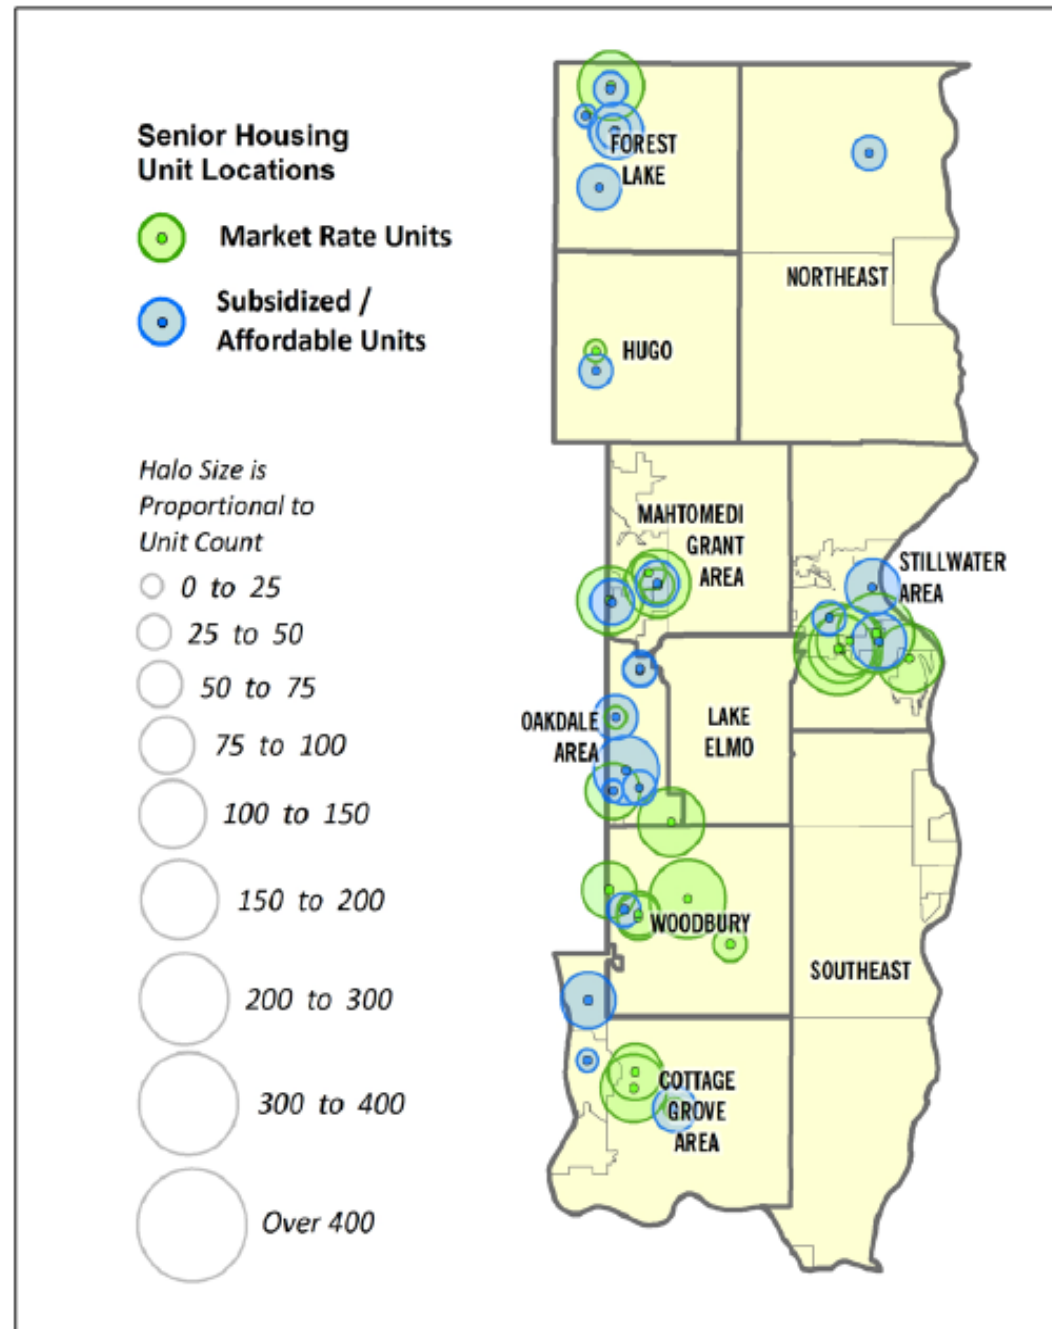 Senior Housing
Unit Locations
Market Rate Units
Subsidized /
Affordable Units
Halo Size is
Proportional to
Unit Count
0 to 25
25 to 50
50 to 75
75 to 100
100 to 150
150 to 200
200 to 300
300 to 400
Over 400
FOREST
LAKE
NORTHEAST
HUGO
MAHTOMEDI
GRANT
AREA
STILLWATER
AREA
OAKDALE
AREA
LAKE
ELMO
WOODBURY
SOUTHEAST
COTTAGE
GROVE
AREA